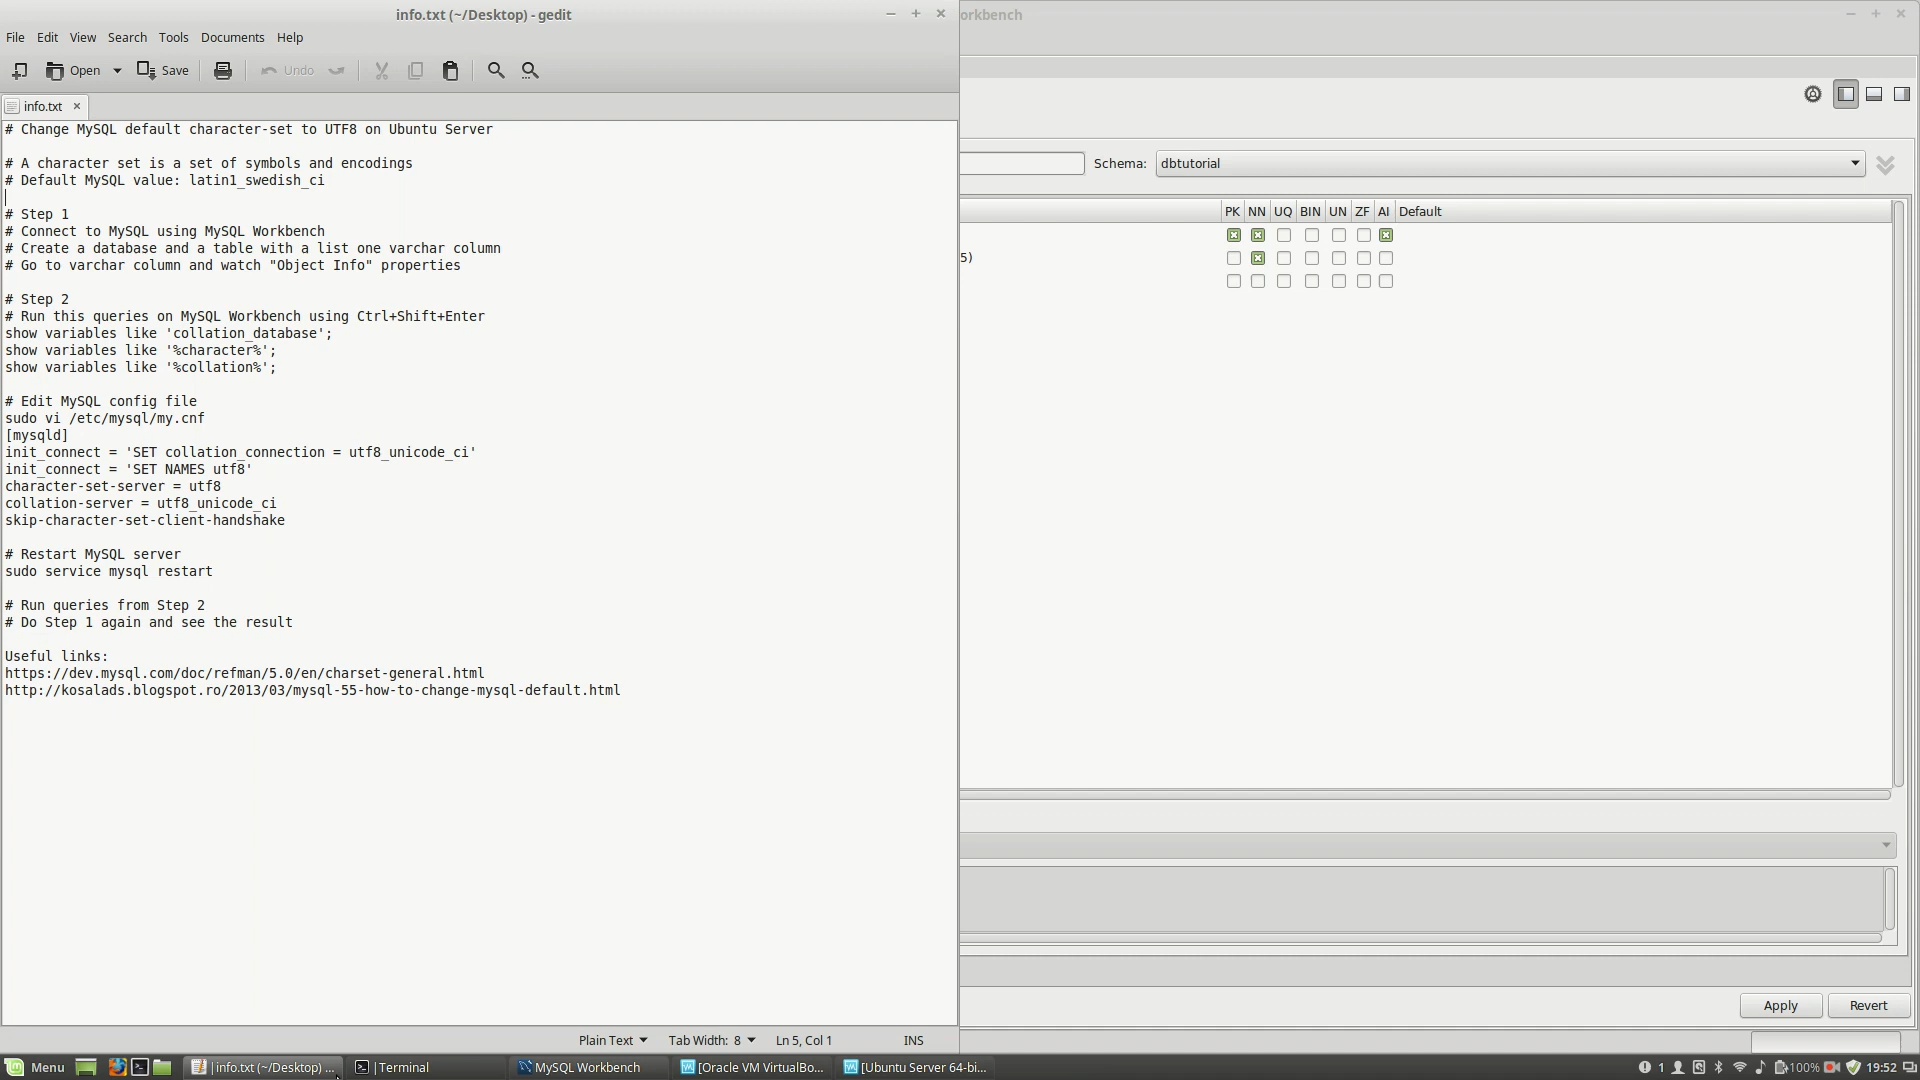 info.txt (~/Desktop) - gedit
orkbench
File Edit View Search Tools Documents Help
Open Save Undo
info.txt
# Change MySQL default character-set to UTF8 on Ubuntu Server
# A character set is a set of symbols and encodings
# Default MySQL value: latin1_swedish_ci
# Step 1
# Connect to MySQL using MySQL Workbench
# Create a database and a table with a list one varchar column
# Go to varchar column and watch "Object Info" properties
# Step 2
# Run this queries on MySQL Workbench using Ctrl+Shift+Enter
show variables like 'collation_database';
show variables like '%character%';
show variables like '%collation%';
# Edit MySQL config file
sudo vi /etc/mysql/my.cnf
[mysqld]
init_connect = 'SET collation_connection = utf8_unicode_ci'
init_connect = 'SET NAMES utf8'
character-set-server = utf8
collation-server = utf8_unicode_ci
skip-character-set-client-handshake
# Restart MySQL server
sudo service mysql restart
# Run queries from Step 2
# Do Step 1 again and see the result
Useful links:
https://dev.mysql.com/doc/refman/5.0/en/charset-general.html
http://kosalads.blogspot.ro/2013/03/mysql-55-how-to-change-mysql-default.html
Plain Text Tab Width: 8 Ln 5, Col 1 INS
Schema: dbtutorial
PK NN UQ BIN UN ZF AI Default
5)
Apply Revert
Menu |info.txt (~/Desktop) ... |Terminal MySQL Workbench [Oracle VM VirtualBo... [Ubuntu Server 64-bi... 1 100% 19:52